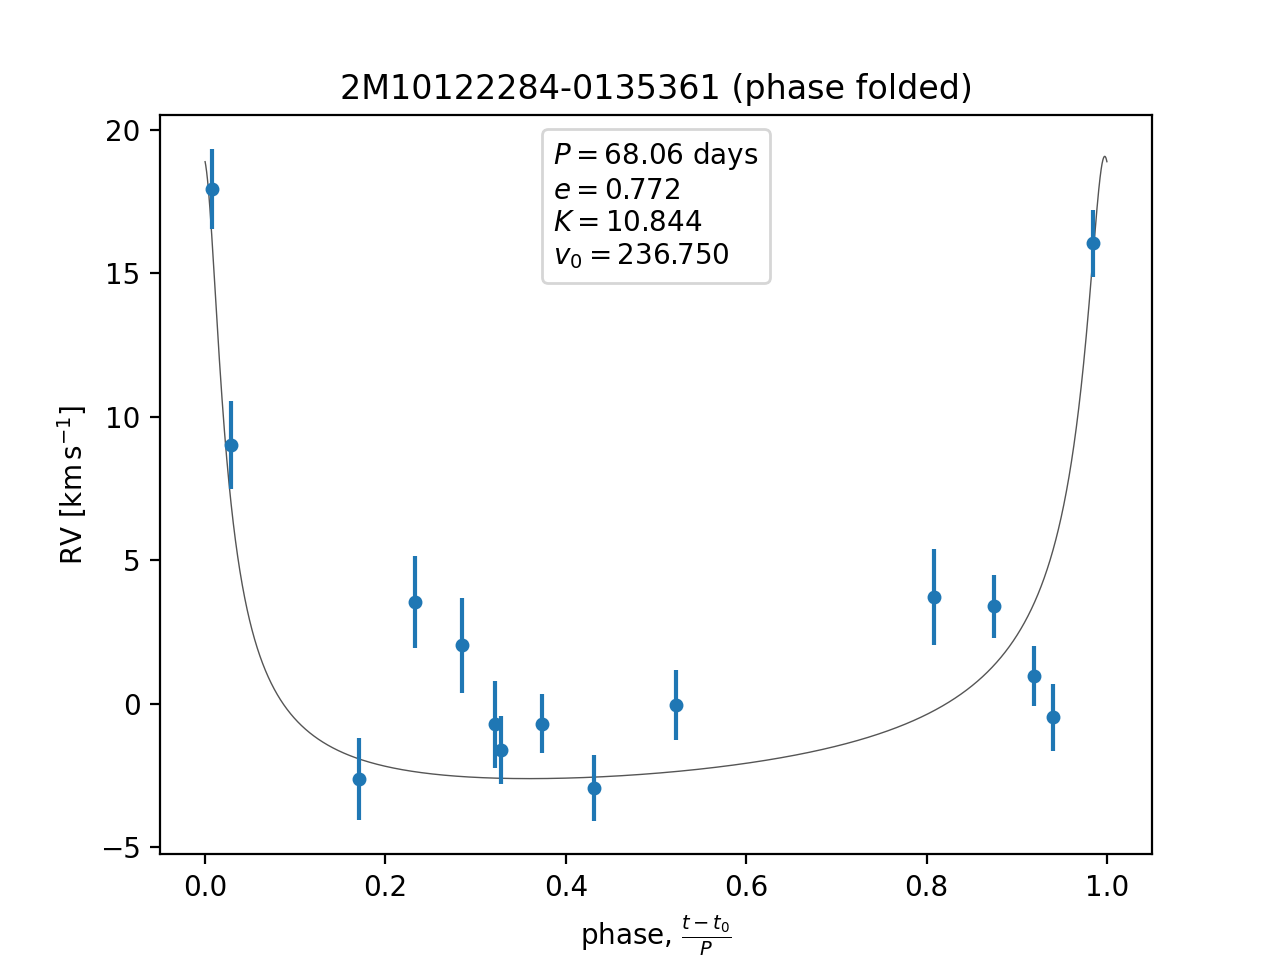 2M10122284-0135361 (phase folded)
P = 68.06 days
e = 0.772
K = 10.844
v₀ = 236.750
RV [km s⁻¹]
20
15
10
5
0
−5
0.0 0.2 0.4 0.6 0.8 1.0
phase, (t − t₀)/P